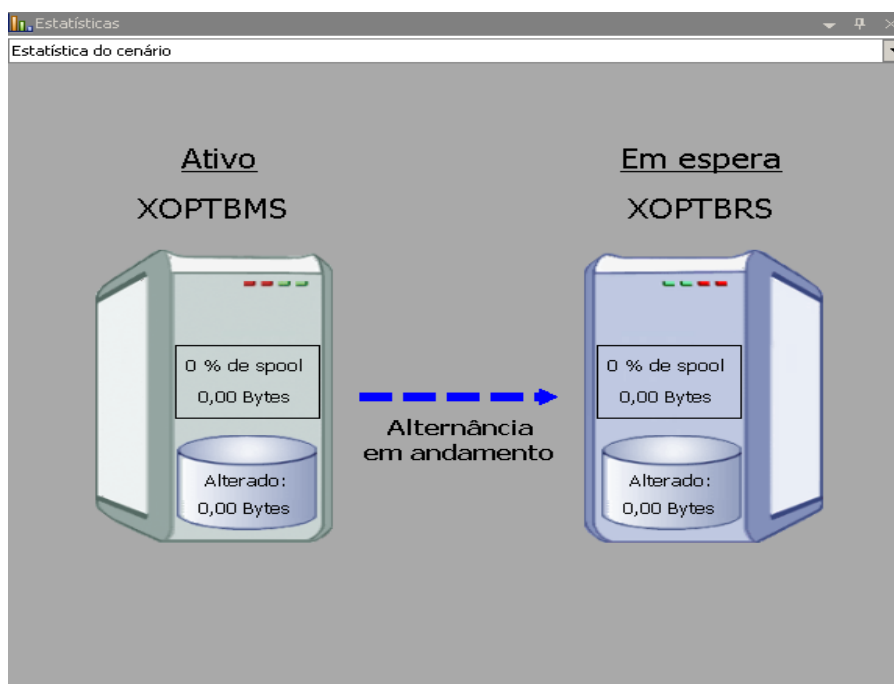 Estatísticas
Estatística do cenário
Ativo
Em espera
XOPTBMS
XOPTBRS
0 % de spool
0,00 Bytes
0 % de spool
0,00 Bytes
Alternância
em andamento
Alterado:
0,00 Bytes
Alterado:
0,00 Bytes